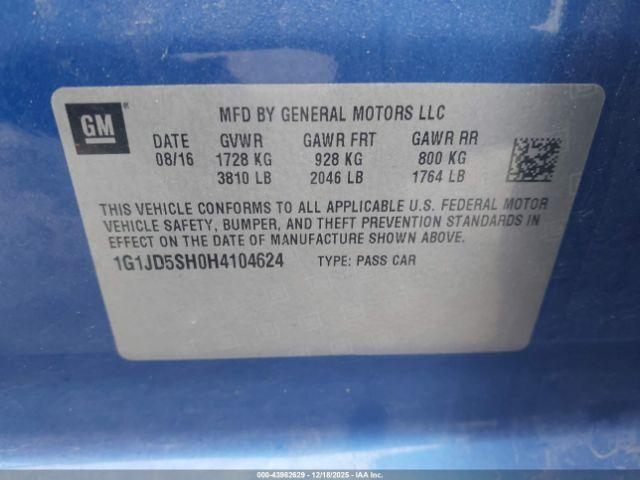 GM
MFD BY GENERAL MOTORS LLC
DATE GVWR GAWR FRT GAWR RR
08/16 1728 KG 928 KG 800 KG
3810 LB 2046 LB 1764 LB
THIS VEHICLE CONFORMS TO ALL APPLICABLE U.S. FEDERAL MOTOR
VEHICLE SAFETY, BUMPER, AND THEFT PREVENTION STANDARDS IN
EFFECT ON THE DATE OF MANUFACTURE SHOWN ABOVE.
1G1JD5SH0H4104624 TYPE: PASS CAR
000-43982629 - 12/18/2025 - IAANORTH